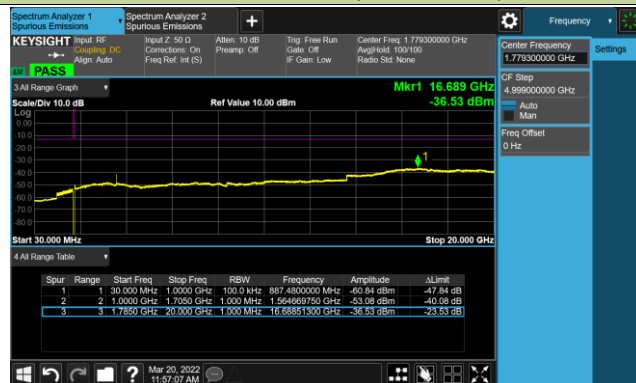 Spectrum Analyzer 1
Spurious Emissions
Spectrum Analyzer 2
Spurious Emissions
Frequency
KEYSIGHT
Input: RF
Coupling: DC
Align: Auto
Input Z: 50 Ω
Corrections: On
Freq Ref: Int (S)
Atten: 10 dB
Preamp: Off
Trig: Free Run
Gate: Off
IF Gain: Low
Center Freq: 1.779300000 GHz
Avg|Hold: 100/100
Radio Std: None
PASS
Center Frequency
1.779300000 GHz
Settings
CF Step
4.999000000 GHz
Auto
Man
Freq Offset
0 Hz
3 All Range Graph
Mkr1 16.689 GHz
Scale/Div 10.0 dB
Ref Value 10.00 dBm
-36.53 dBm
Log
0.00
-10.0
-20.0
-30.0
-40.0
-50.0
-60.0
-70.0
-80.0
1
Start 30.000 MHz
Stop 20.000 GHz
4 All Range Table
Spur Range Start Freq Stop Freq RBW Frequency Amplitude ΔLimit
1 1 30.000 MHz 1.0000 GHz 100.0 kHz 887.4800000 MHz -60.84 dBm -47.84 dB
2 2 1.0000 GHz 1.7050 GHz 1.000 MHz 1.564669750 GHz -53.08 dBm -40.08 dB
3 3 1.7850 GHz 20.000 GHz 1.000 MHz 16.68851300 GHz -36.53 dBm -23.53 dB
Mar 20, 2022
11:57:07 AM